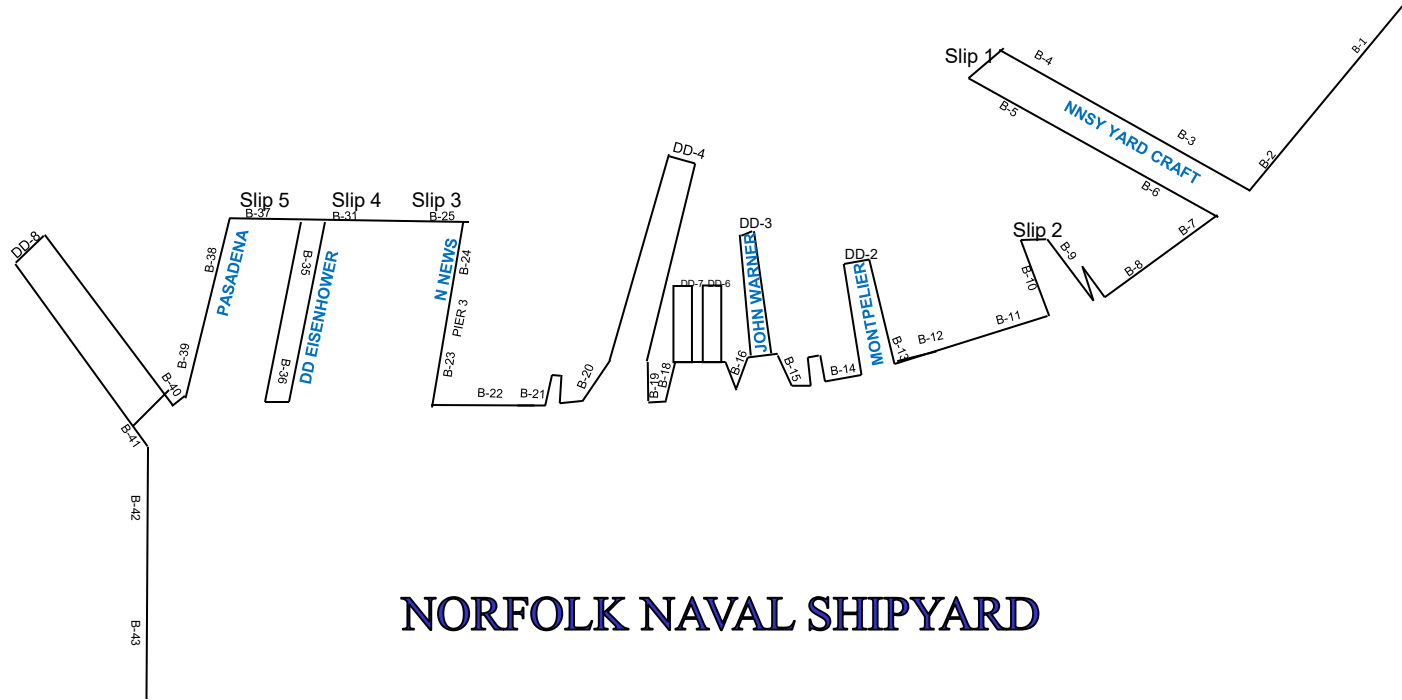 B-1
Slip 1
B-4
B-5
NNSY YARD CRAFT
B-3
B-2
B-6
B-7
Slip 2
B-9
B-8
B-10
B-11
B-12
B-13
DD-2
MONTPELIER
B-14
DD-3
JOHN WARNER
B-15
B-16
DD-4
DD-7
DD-6
B-18
B-19
B-20
B-21
B-22
Slip 3
B-25
B-24
N NEWS
PIER 3
B-23
Slip 4
B-31
DD EISENHOWER
Slip 5
B-37
B-35
B-36
B-38
PASADENA
B-39
B-40
DD-8
B-41
B-42
B-43
NORFOLK NAVAL SHIPYARD